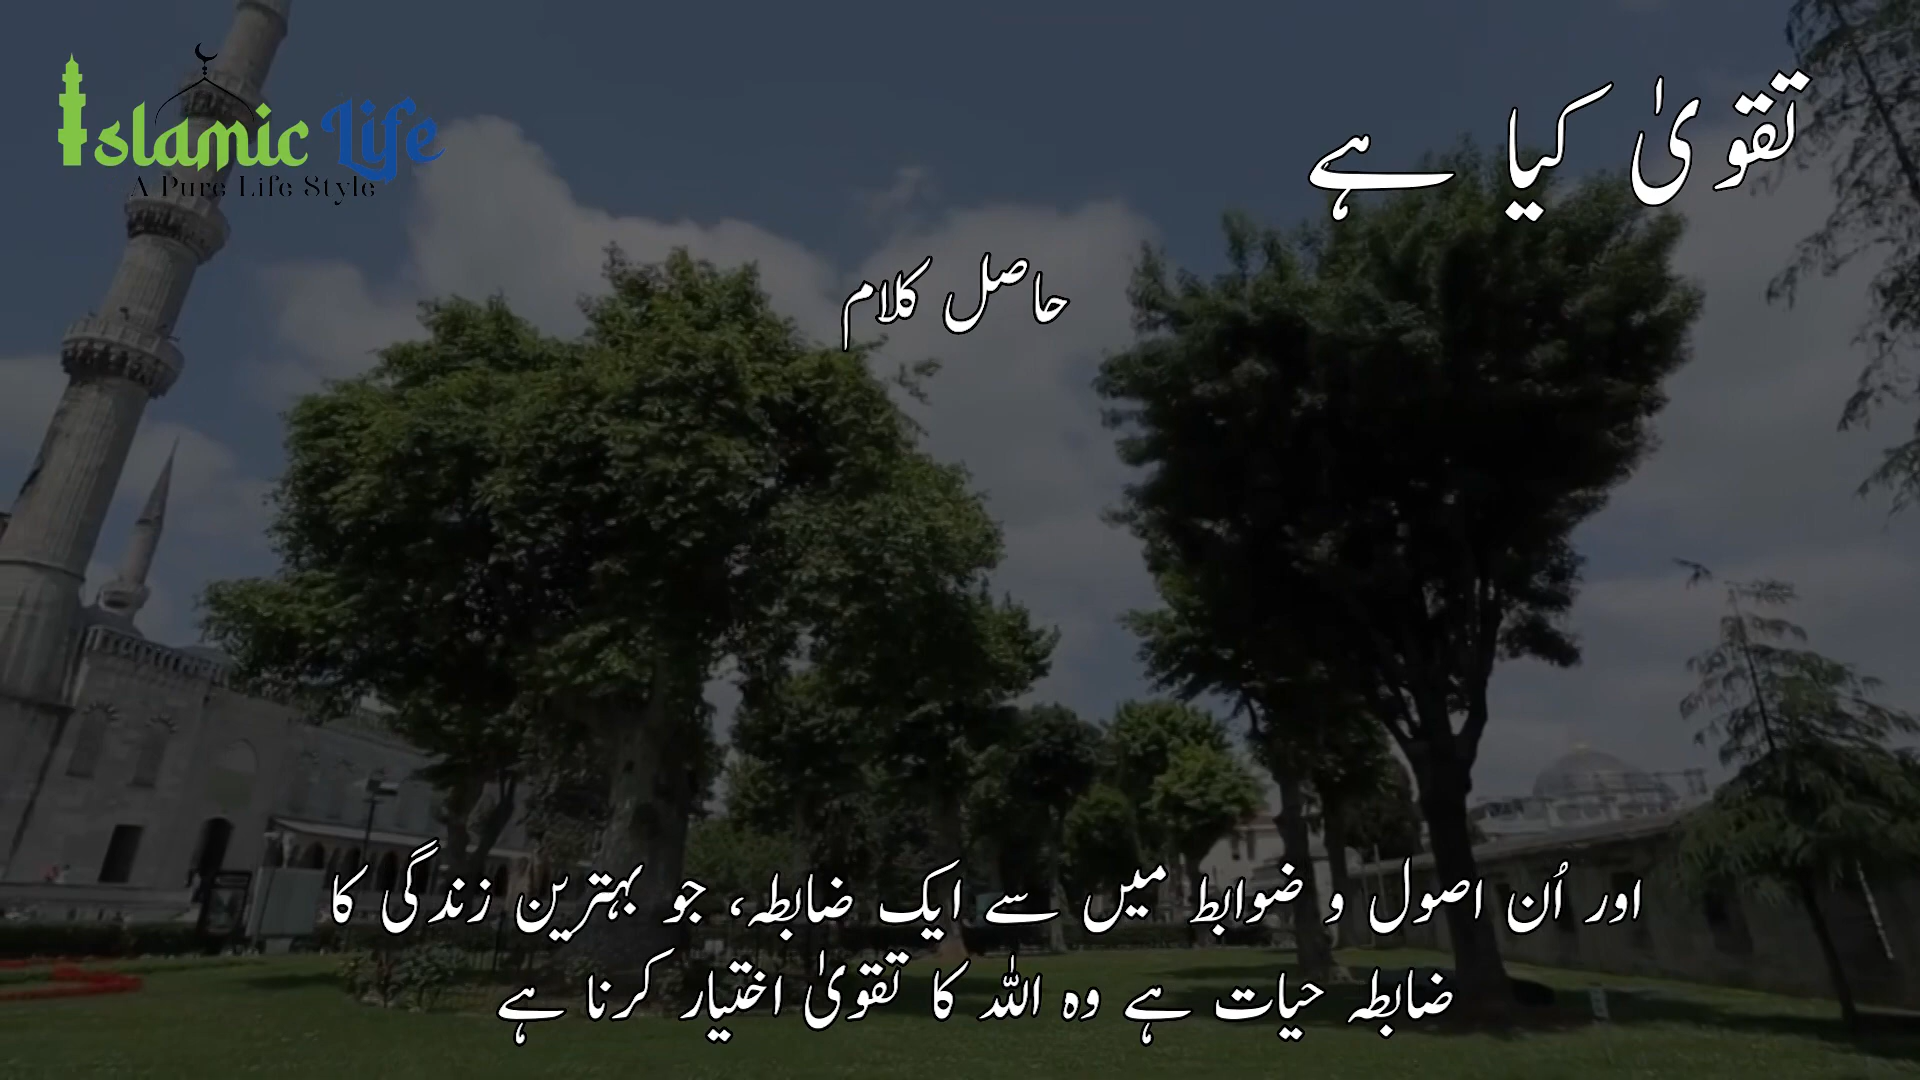 Islamic Life
A Pure Life Style
تقویٰ کیا ہے
حاصل کلام
اور اُن اصول و ضوابط میں سے ایک ضابطہ، جو بہترین زندگی کا
ضابطہ حیات ہے وہ اللہ کا تقویٰ اختیار کرنا ہے